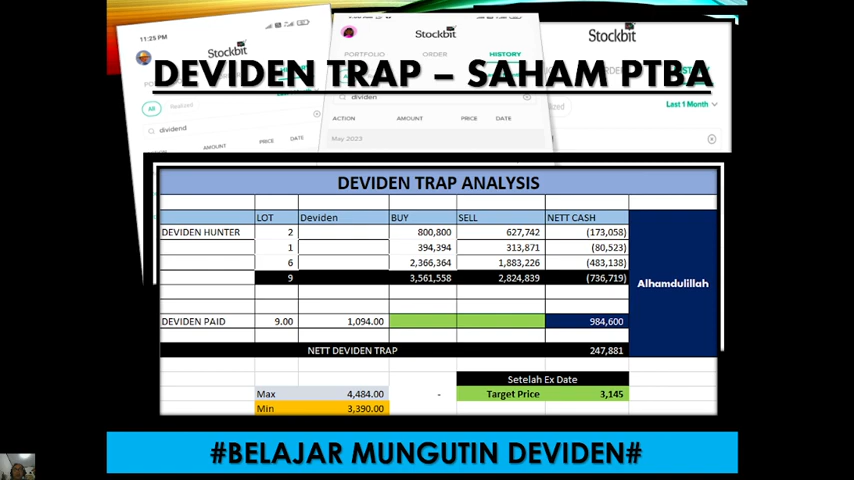 11:25 PM
Stockbit
Stockbit
Stockbit
PORTFOLIO ORDER HISTORY
DEVIDEN TRAP – SAHAM PTBA
All Realized
Last 1 Month
dividend
dividen
ACTION AMOUNT PRICE DATE
AMOUNT PRICE DATE
May 2023
DEVIDEN TRAP ANALYSIS
LOT Deviden BUY SELL NETT CASH
DEVIDEN HUNTER 2 800,800 627,742 (173,058)
1 394,394 313,871 (80,523)
6 2,366,364 1,883,226 (483,138)
9 3,561,558 2,824,839 (736,719)
Alhamdulillah
DEVIDEN PAID 9.00 1,094.00 984,600
NETT DEVIDEN TRAP 247,881
Setelah Ex Date
Max 4,484.00 - Target Price 3,145
Min 3,390.00
#BELAJAR MUNGUTIN DEVIDEN#